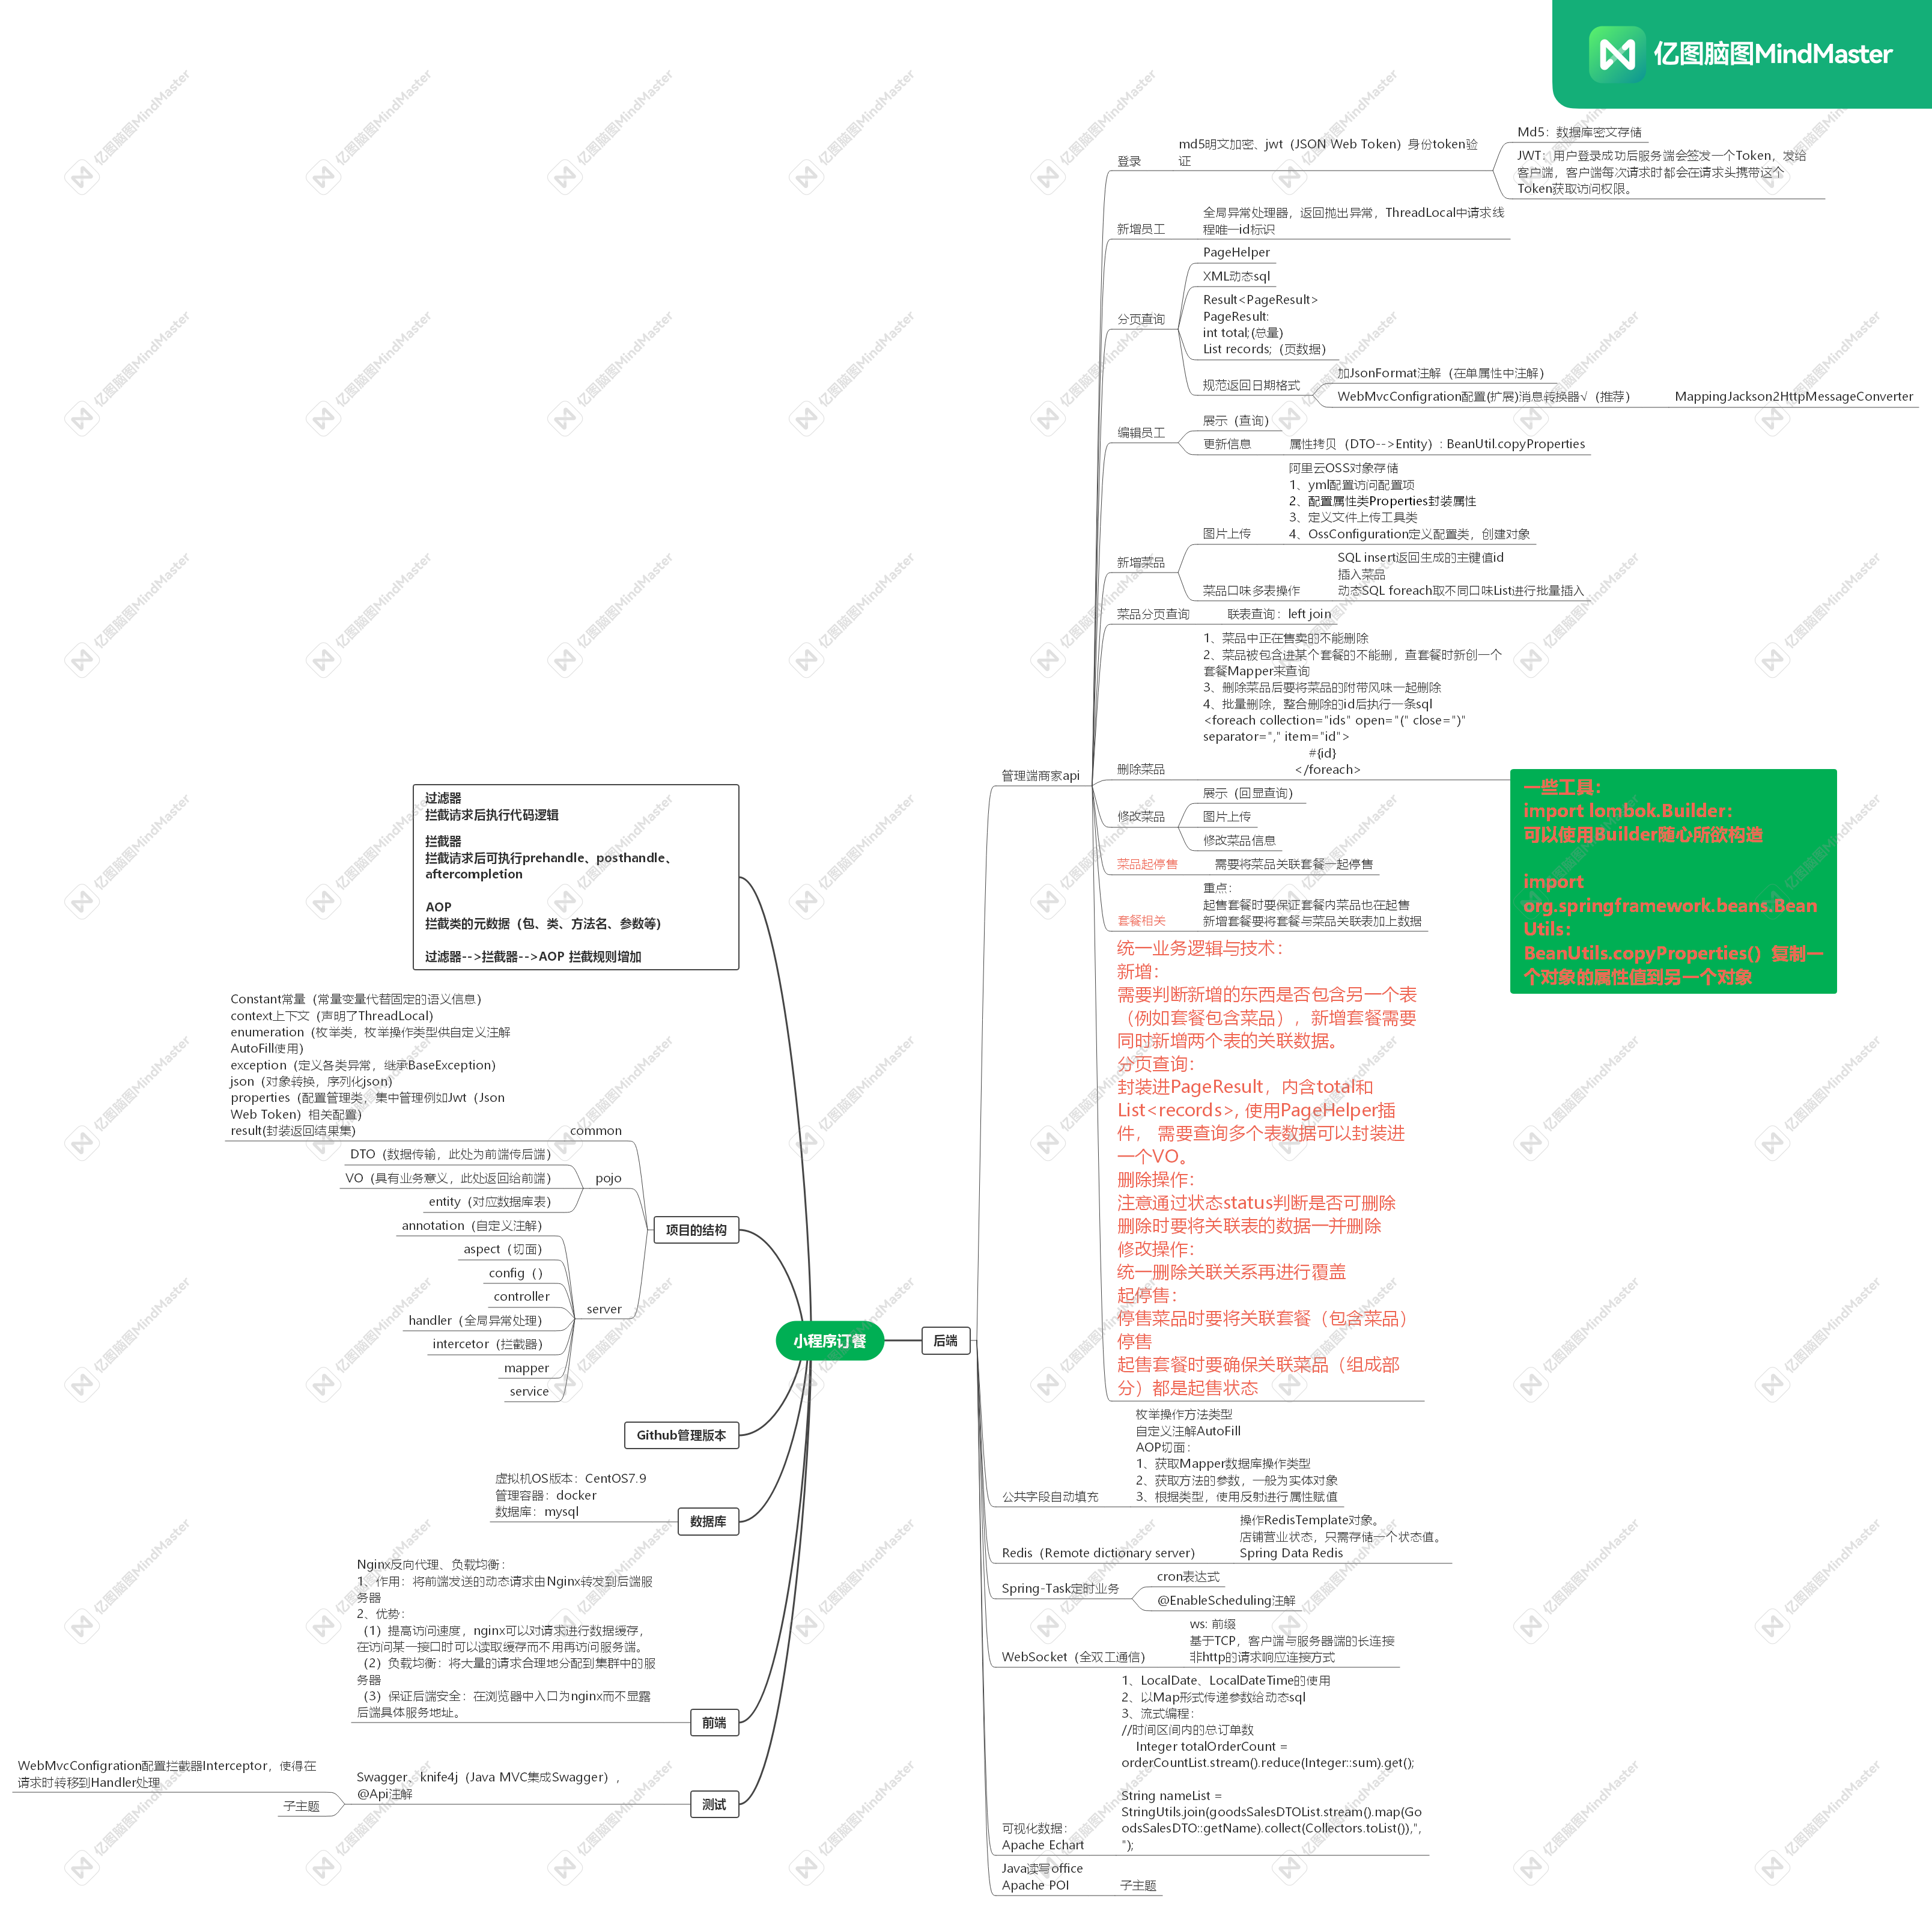 亿图脑图MindMaster
登录
md5明文加密、jwt（JSON Web Token）身份token验
证
Md5：数据库密文存储
JWT：用户登录成功后服务端会签发一个Token，发给
客户端，客户端每次请求时都会在请求头携带这个
Token获取访问权限。
新增员工
全局异常处理器，返回抛出异常，ThreadLocal中请求线
程唯一id标识
分页查询
PageHelper
XML动态sql
Result<PageResult>
PageResult:
int total;(总量)
List records;（页数据）
规范返回日期格式
加JsonFormat注解（在单属性中注解）
WebMvcConfigration配置(扩展)消息转换器√（推荐）
MappingJackson2HttpMessageConverter
编辑员工
展示（查询）
更新信息
属性拷贝（DTO-->Entity）: BeanUtil.copyProperties
新增菜品
图片上传
阿里云OSS对象存储
1、yml配置访问配置项
2、配置属性类Properties封装属性
3、定义文件上传工具类
4、OssConfiguration定义配置类，创建对象
菜品口味多表操作
SQL insert返回生成的主键值id
插入菜品
动态SQL foreach取不同口味List进行批量插入
菜品分页查询
联表查询：left join
删除菜品
1、菜品中正在售卖的不能删除
2、菜品被包含进某个套餐的不能删，查套餐时新创一个
套餐Mapper来查询
3、删除菜品后要将菜品的附带风味一起删除
4、批量删除，整合删除的id后执行一条sql
<foreach collection="ids" open="(" close=")"
separator="," item="id">
#{id}
</foreach>
管理端商家api
修改菜品
展示（回显查询）
图片上传
修改菜品信息
菜品起停售
需要将菜品关联套餐一起停售
套餐相关
重点：
起售套餐时要保证套餐内菜品也在起售
新增套餐要将套餐与菜品关联表加上数据
统一业务逻辑与技术：
新增：
需要判断新增的东西是否包含另一个表
（例如套餐包含菜品），新增套餐需要
同时新增两个表的关联数据。
分页查询：
封装进PageResult，内含total和
List<records>, 使用PageHelper插
件， 需要查询多个表数据可以封装进
一个VO。
删除操作：
注意通过状态status判断是否可删除
删除时要将关联表的数据一并删除
修改操作：
统一删除关联关系再进行覆盖
起停售：
停售菜品时要将关联套餐（包含菜品）
停售
起售套餐时要确保关联菜品（组成部
分）都是起售状态
一些工具：
import lombok.Builder：
可以使用Builder随心所欲构造
import
org.springframework.beans.Bean
Utils：
BeanUtils.copyProperties() 复制一
个对象的属性值到另一个对象
公共字段自动填充
枚举操作方法类型
自定义注解AutoFill
AOP切面：
1、获取Mapper数据库操作类型
2、获取方法的参数，一般为实体对象
3、根据类型，使用反射进行属性赋值
Redis（Remote dictionary server）
操作RedisTemplate对象。
店铺营业状态，只需存储一个状态值。
Spring Data Redis
Spring-Task定时业务
cron表达式
@EnableScheduling注解
WebSocket（全双工通信）
ws: 前缀
基于TCP，客户端与服务器端的长连接
非http的请求响应连接方式
可视化数据：
Apache Echart
1、LocalDate、LocalDateTime的使用
2、以Map形式传递参数给动态sql
3、流式编程：
//时间区间内的总订单数
Integer totalOrderCount =
orderCountList.stream().reduce(Integer::sum).get();
String nameList =
StringUtils.join(goodsSalesDTOList.stream().map(Go
odsSalesDTO::getName).collect(Collectors.toList()),",
");
Java读写office
Apache POI
子主题
后端
小程序订餐
过滤器
拦截请求后执行代码逻辑
拦截器
拦截请求后可执行prehandle、posthandle、
aftercompletion
AOP
拦截类的元数据（包、类、方法名、参数等）
过滤器-->拦截器-->AOP 拦截规则增加
Constant常量（常量变量代替固定的语义信息）
context上下文（声明了ThreadLocal）
enumeration（枚举类，枚举操作类型供自定义注解
AutoFill使用）
exception（定义各类异常，继承BaseException）
json（对象转换，序列化json）
properties（配置管理类，集中管理例如Jwt（Json
Web Token）相关配置）
result(封装返回结果集)
common
DTO（数据传输，此处为前端传后端）
VO（具有业务意义，此处返回给前端）
entity（对应数据库表）
pojo
annotation（自定义注解）
aspect（切面）
config（）
controller
handler（全局异常处理）
intercetor（拦截器）
mapper
service
server
项目的结构
Github管理版本
虚拟机OS版本：CentOS7.9
管理容器：docker
数据库：mysql
数据库
Nginx反向代理、负载均衡：
1、作用：将前端发送的动态请求由Nginx转发到后端服
务器
2、优势：
（1）提高访问速度，nginx可以对请求进行数据缓存，
在访问某一接口时可以读取缓存而不用再访问服务端。
（2）负载均衡：将大量的请求合理地分配到集群中的服
务器
（3）保证后端安全：在浏览器中入口为nginx而不显露
后端具体服务地址。
前端
WebMvcConfigration配置拦截器Interceptor，使得在
请求时转移到Handler处理
子主题
Swagger、knife4j（Java MVC集成Swagger），
@Api注解
测试